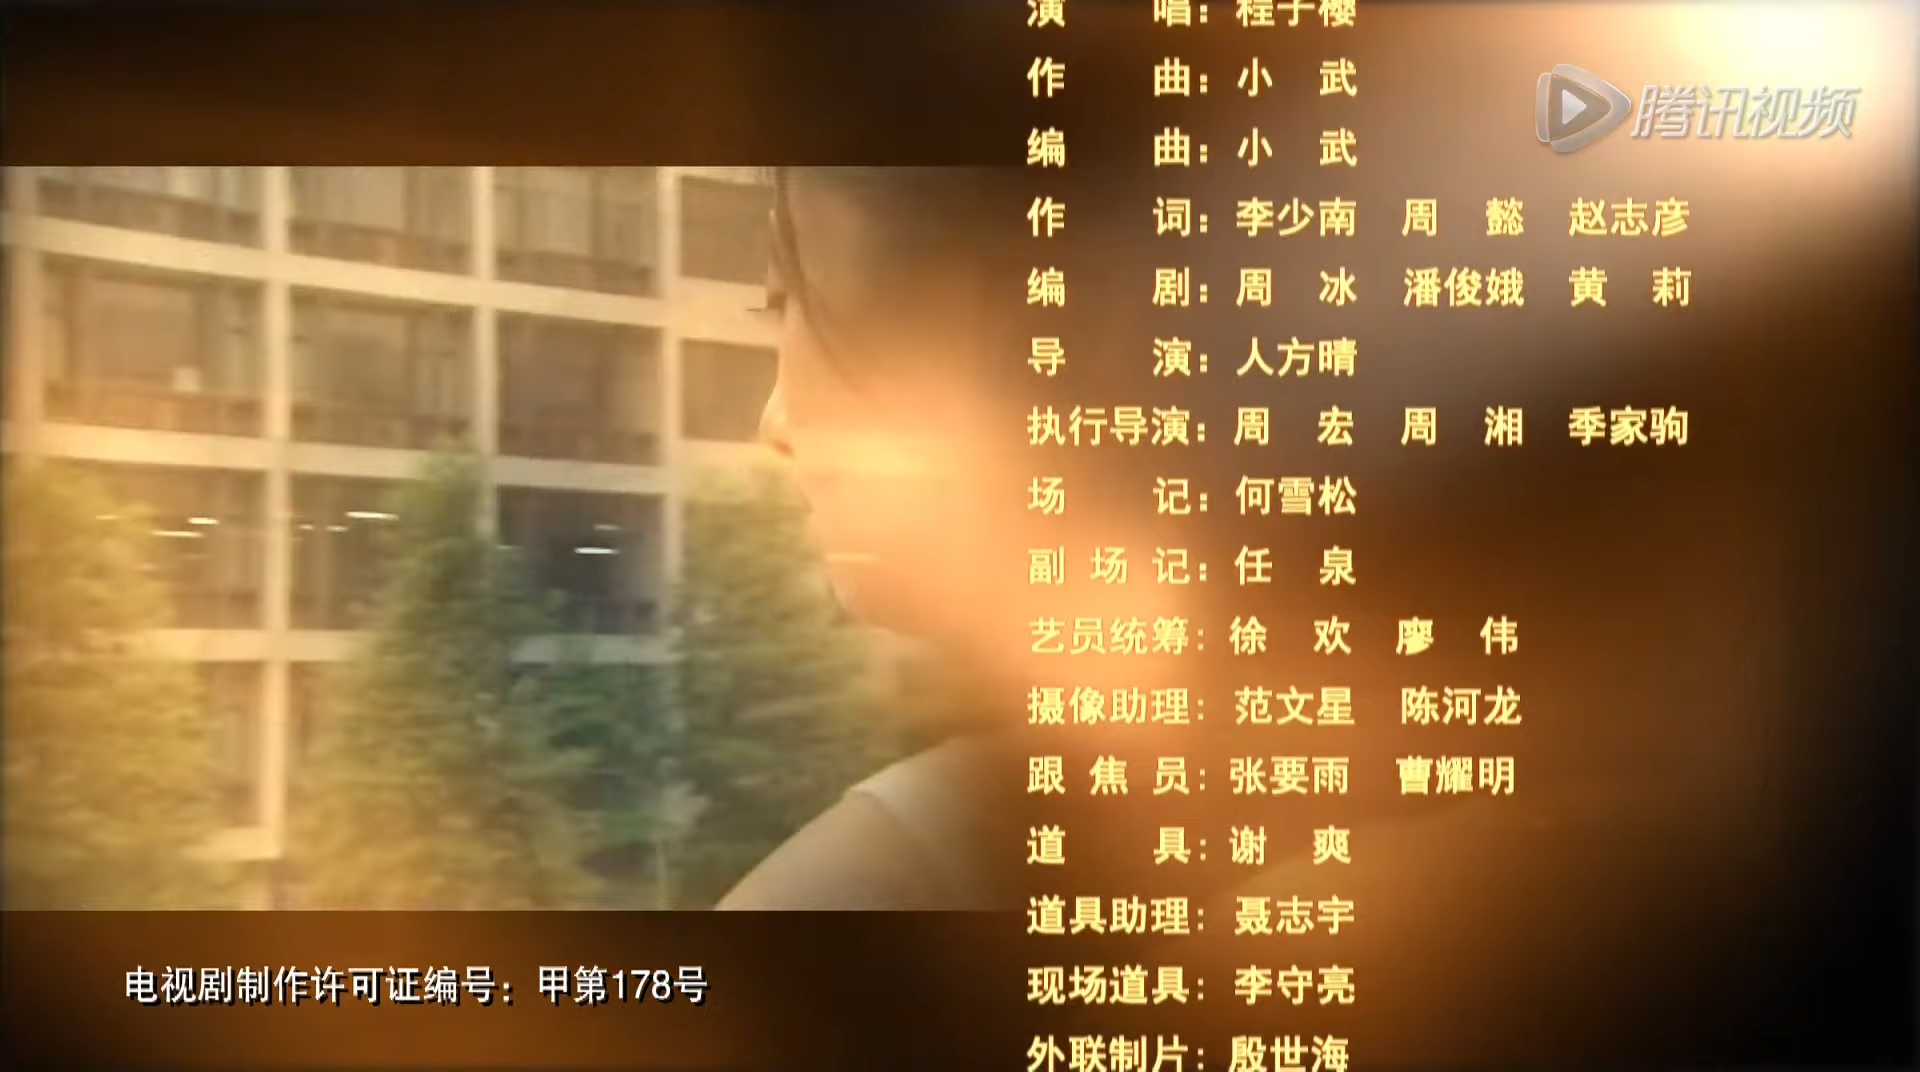 演 唱：程子樱
腾讯视频
作 曲：小 武
编 曲：小 武
作 词：李少南 周 懿 赵志彦
编 剧：周 冰 潘俊娥 黄 莉
导 演：人方晴
执行导演：周 宏 周 湘 季家驹
场 记：何雪松
副 场 记：任 泉
艺员统筹：徐 欢 廖 伟
摄像助理：范文星 陈河龙
跟 焦 员：张要雨 曹耀明
道 具：谢 爽
道具助理：聂志宇
现场道具：李守亮
外联制片：殷世海
电视剧制作许可证编号：甲第178号